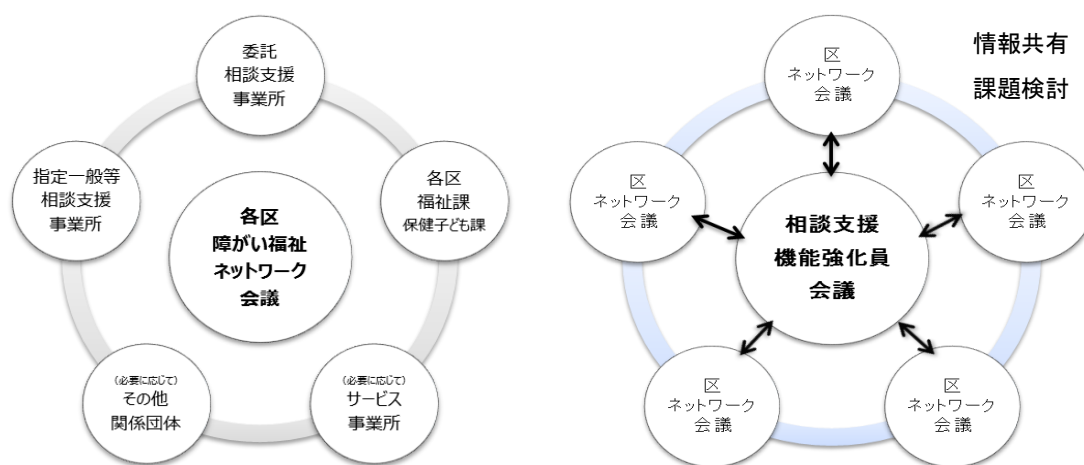 委託
相談支援
事業所
指定一般等
相談支援
事業所
各区
福祉課
保健子ども課
各区
障がい福祉
ネットワーク
会議
(必要に応じて)
その他
関係団体
(必要に応じて)
サービス
事業所
情報共有
課題検討
区
ネットワーク
会議
区
ネットワーク
会議
区
ネットワーク
会議
相談支援
機能強化員
会議
区
ネットワーク
会議
区
ネットワーク
会議